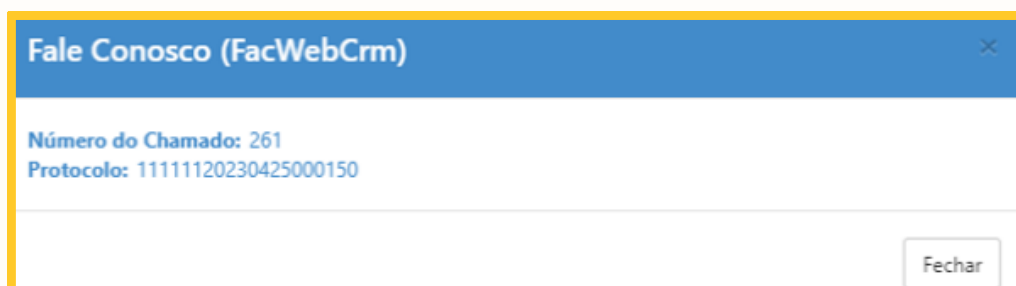 Fale Conosco (FacWebCrm)
×
Número do Chamado: 261
Protocolo: 11111120230425000150
Fechar